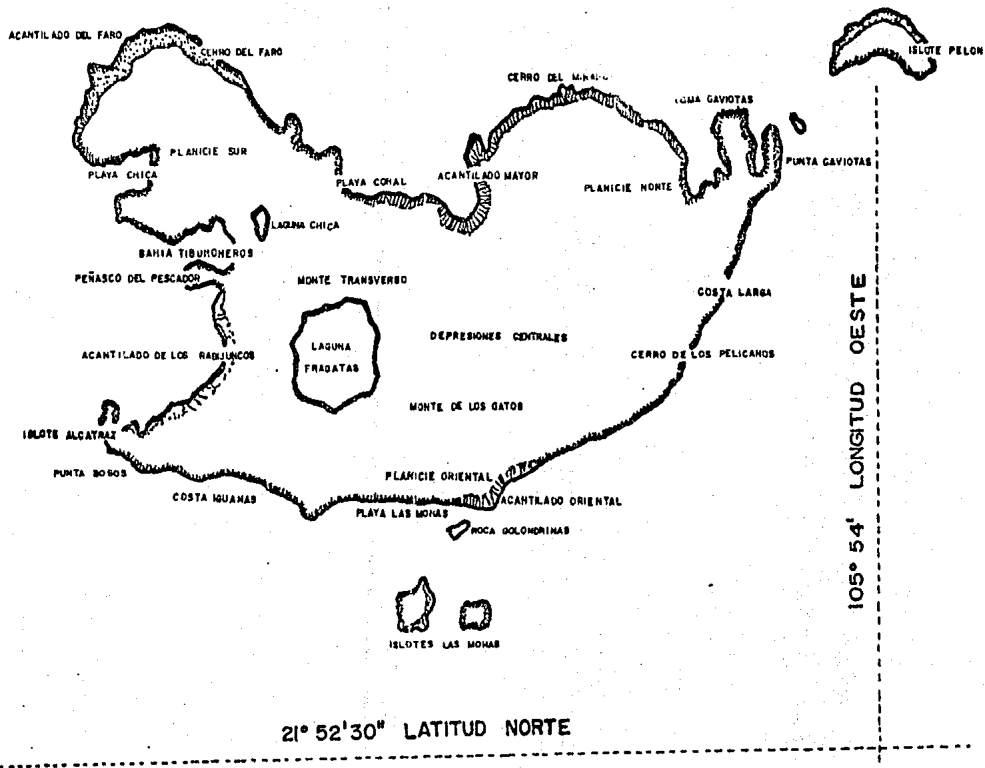 ACANTILADO DEL FARO
CERRO DEL FARO
ISLOTE PELON
CERRO DEL
LOMA GAVIOTAS
PLANICIE SUR
PLAYA CHICA
PLAYA CORAL
ACANTILADO MAYOR
PLANICIE NORTE
PUNTA GAVIOTAS
LAGUNA CHICA
BAHIA TIBURONEROS
PEÑASCO DEL PESCADOR
MONTE TRANSVERSO
COSTA LARGA
DEPRESIONES CENTRALES
LAGUNA
FRAGATAS
ACANTILADO DE LOS RABIJUNCOS
CERRO DE LOS PELICANOS
MONTE DE LOS GATOS
ISLOTE ALCATRAZ
PUNTA BOBOS
PLANICIE ORIENTAL
COSTA IGUANAS
ACANTILADO ORIENTAL
PLAYA LAS MONAS
ROCA GOLONDRINAS
ISLOTES LAS MONAS
105° 54' LONGITUD OESTE
21° 52' 30" LATITUD NORTE